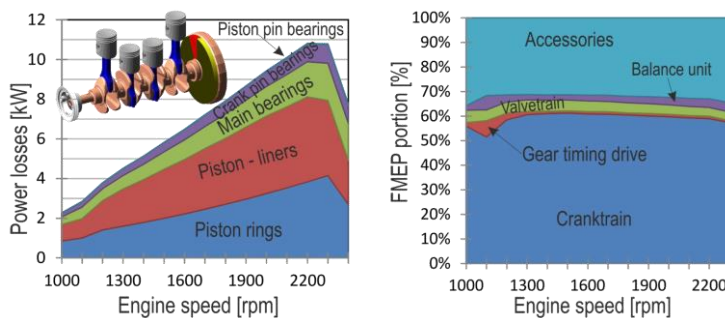 Power losses [kW]
12
10
8
6
4
2
0
Piston pin bearings
Crank pin bearings
Main bearings
Piston - liners
Piston rings
1000 1300 1600 1900 2200
Engine speed [rpm]
FMEP portion [%]
100%
90%
80%
70%
60%
50%
40%
30%
20%
10%
0%
Accessories
Balance unit
Valvetrain
Gear timing drive
Cranktrain
1000 1300 1600 1900 2200
Engine speed [rpm]